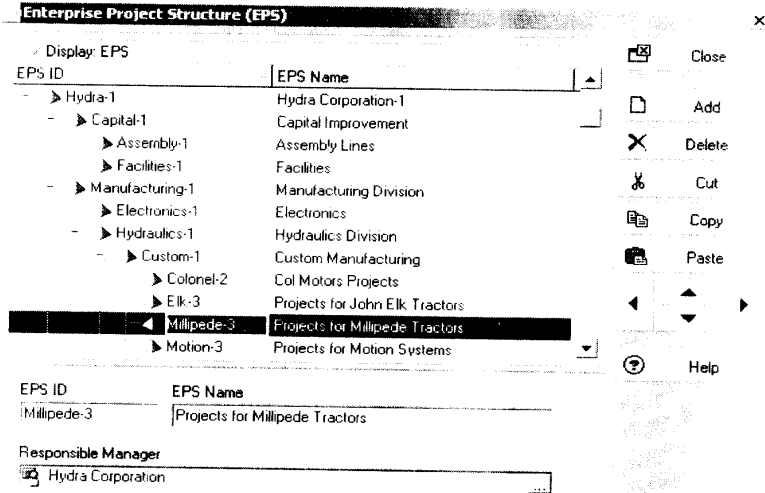 Enterprise Project Structure (EPS)
Display: EPS
EPS ID EPS Name
Hydra-1 Hydra Corporation-1
Capital-1 Capital Improvement
Assembly-1 Assembly Lines
Facilities-1 Facilities
Manufacturing-1 Manufacturing Division
Electronics-1 Electronics
Hydraulics-1 Hydraulics Division
Custom-1 Custom Manufacturing
Colonel-2 Col Motors Projects
Elk-3 Projects for John Elk Tractors
Millipede-3 Projects for Millipede Tractors
Motion-3 Projects for Motion Systems
Close
Add
Delete
Cut
Copy
Paste
Help
EPS ID EPS Name
Millipede-3 Projects for Millipede Tractors
Responsible Manager
Hydra Corporation ...